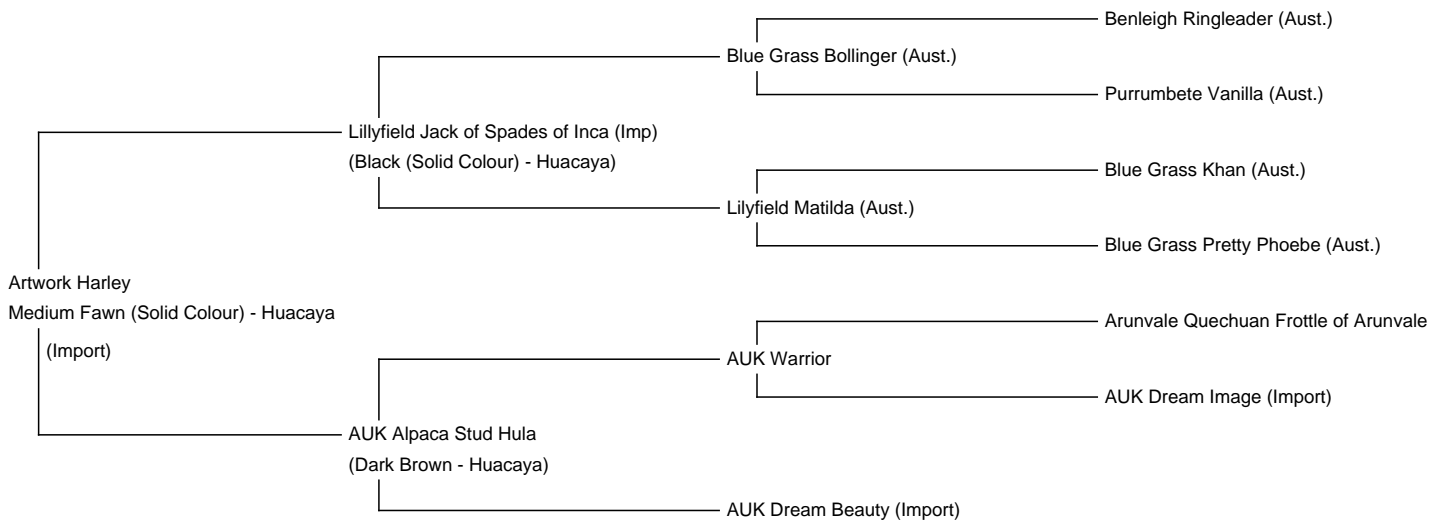 Benleigh Ringleader (Aust.)
Blue Grass Bollinger (Aust.)
Purrumbete Vanilla (Aust.)
Lillyfield Jack of Spades of Inca (Imp)
(Black (Solid Colour) - Huacaya)
Blue Grass Khan (Aust.)
Lilyfield Matilda (Aust.)
Blue Grass Pretty Phoebe (Aust.)
Artwork Harley
Medium Fawn (Solid Colour) - Huacaya
(Import)
Arunvale Quechuan Frottle of Arunvale
AUK Warrior
AUK Dream Image (Import)
AUK Alpaca Stud Hula
(Dark Brown - Huacaya)
AUK Dream Beauty (Import)